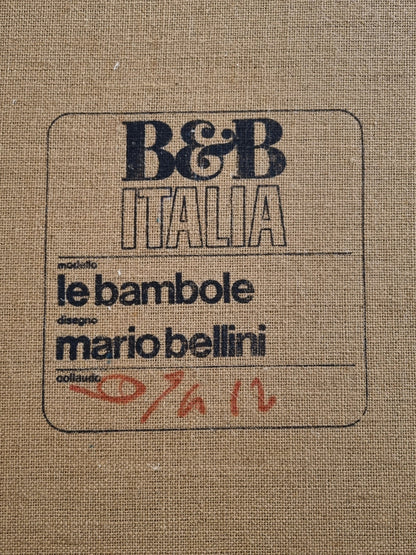 B&B
ITALIA
modello
le bambole
disegno
mario bellini
collaudo